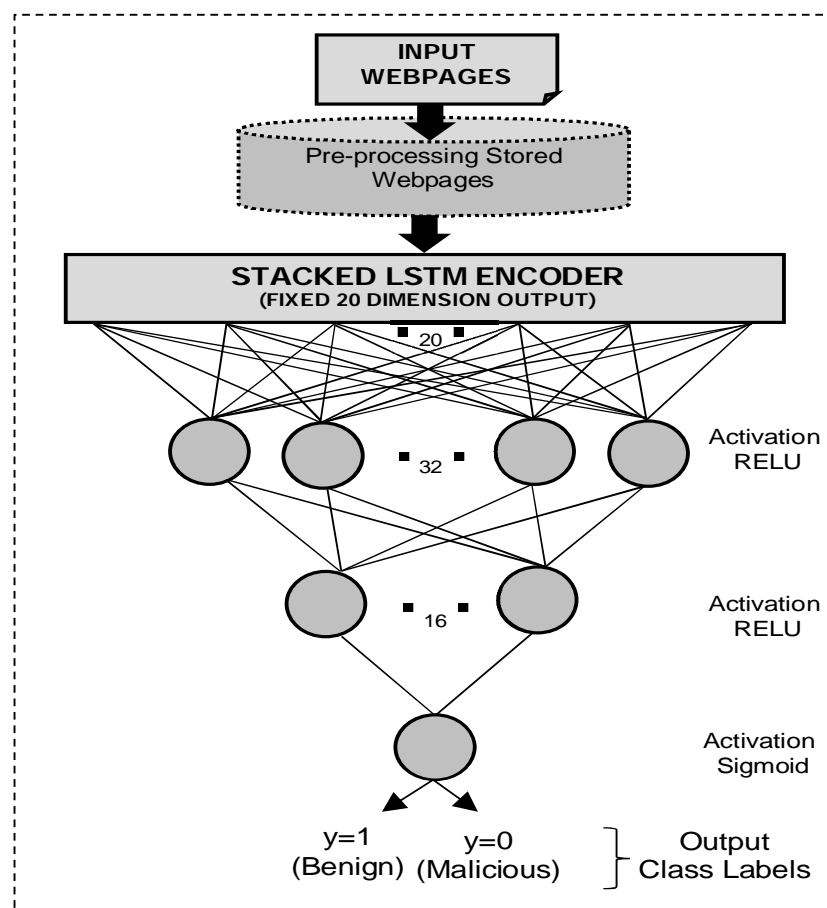 INPUT
WEBPAGES
Pre-processing Stored
Webpages
STACKED LSTM ENCODER
(FIXED 20 DIMENSION OUTPUT)
20
Activation
RELU
32
Activation
RELU
16
Activation
Sigmoid
y=1
(Benign)
y=0
(Malicious)
Output
Class Labels